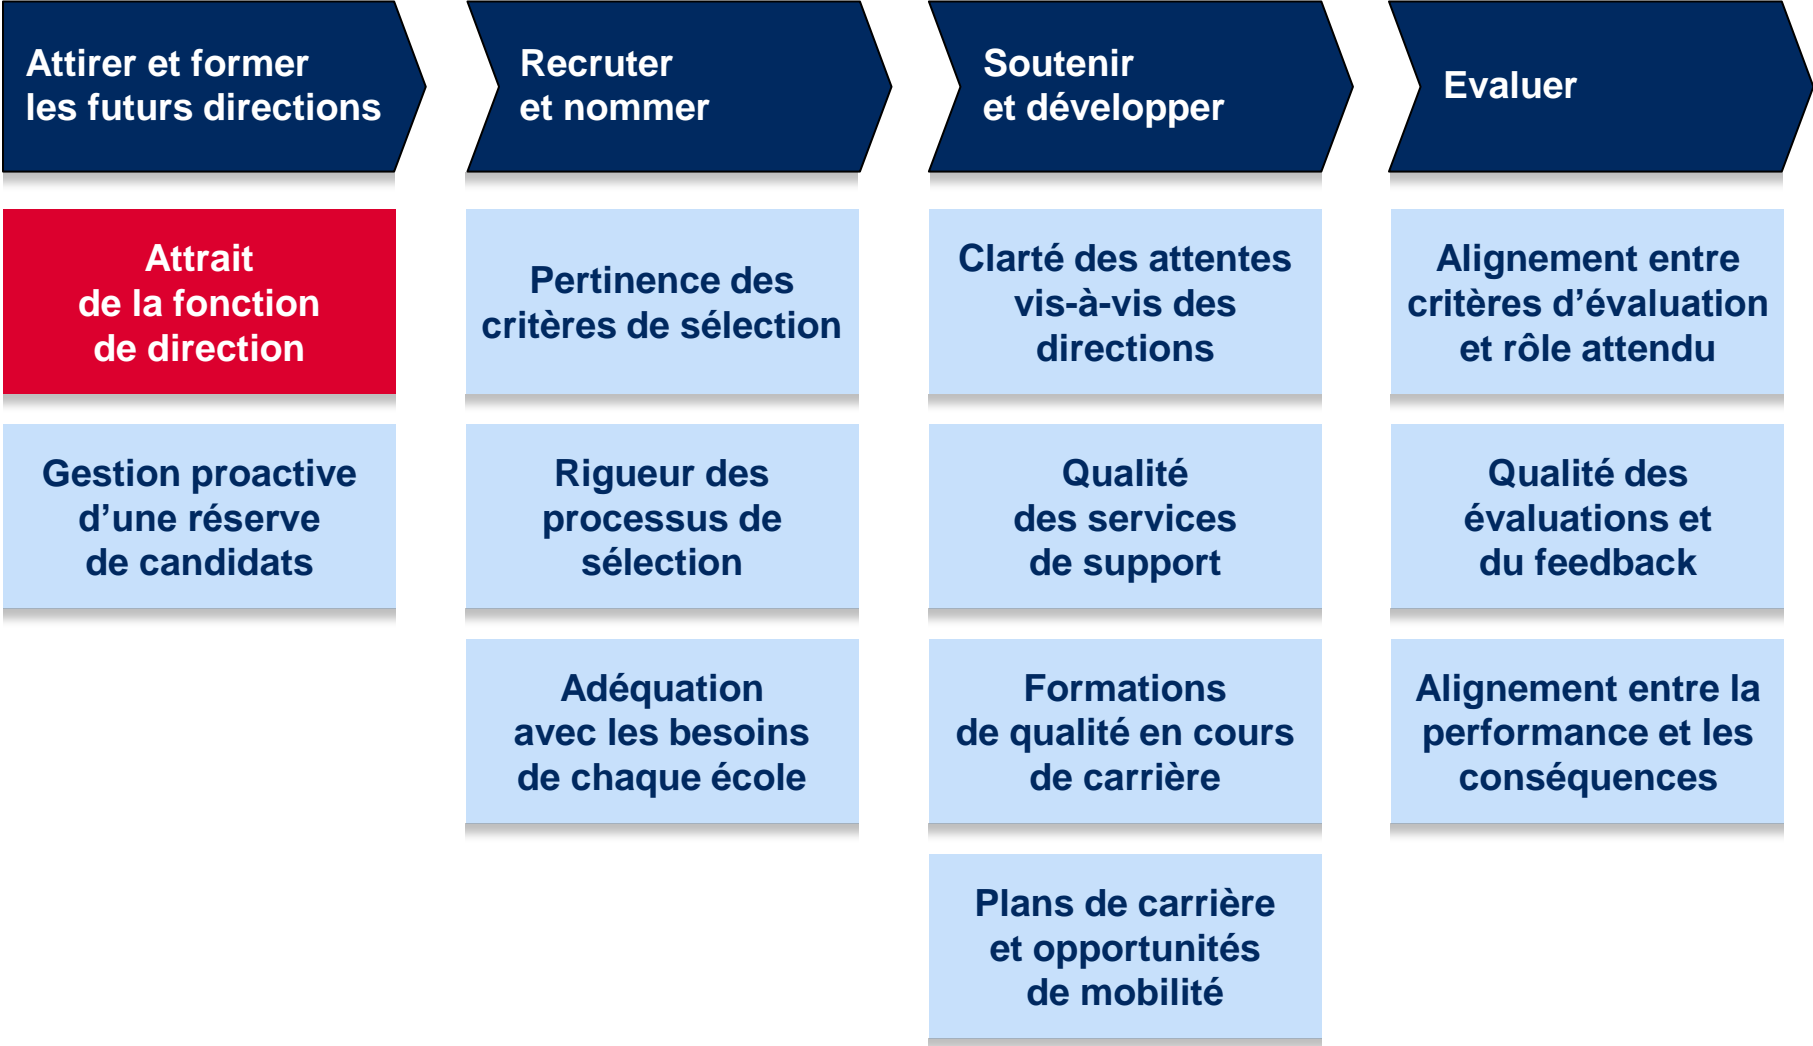 Attirer et former
les futurs directions
Recruter
et nommer
Soutenir
et développer
Evaluer
Attrait
de la fonction
de direction
Pertinence des
critères de sélection
Clarté des attentes
vis-à-vis des
directions
Alignement entre
critères d’évaluation
et rôle attendu
Gestion proactive
d’une réserve
de candidats
Rigueur des
processus de
sélection
Qualité
des services
de support
Qualité des
évaluations et
du feedback
Adéquation
avec les besoins
de chaque école
Formations
de qualité en cours
de carrière
Alignement entre la
performance et les
conséquences
Plans de carrière
et opportunités
de mobilité